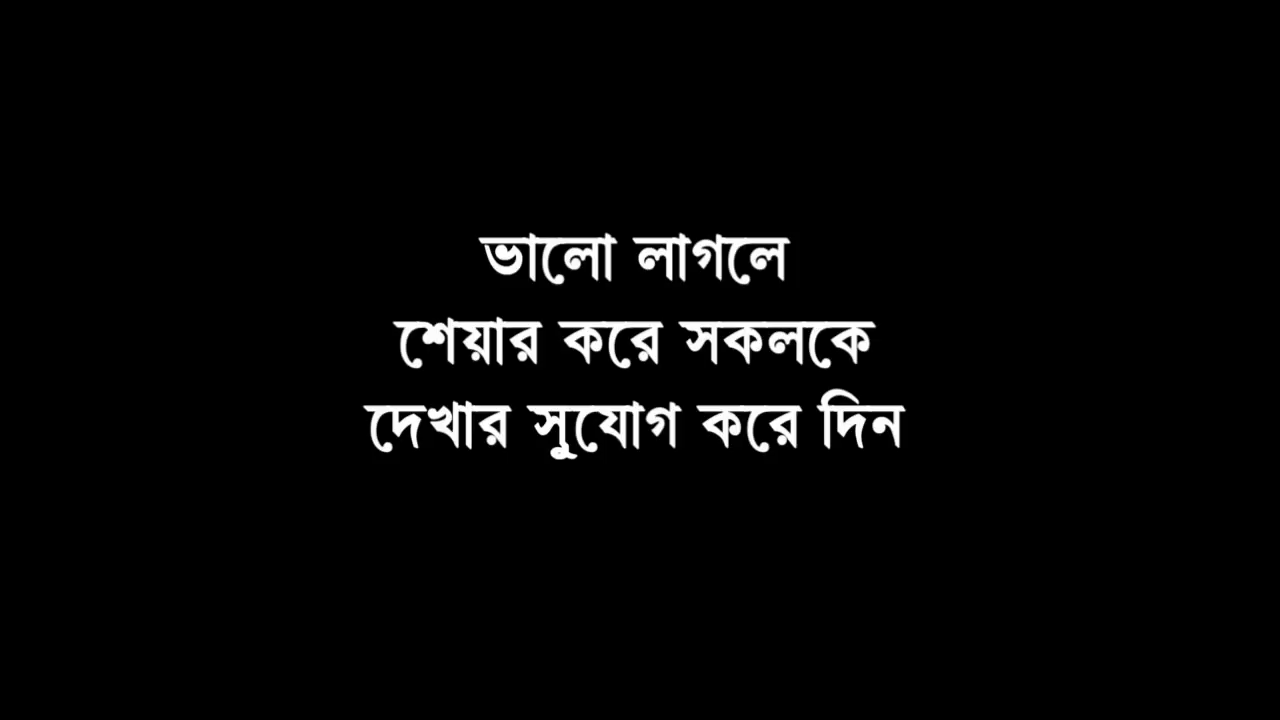 ভালো লাগলে
শেয়ার করে সকলকে
দেখার সুযোগ করে দিন